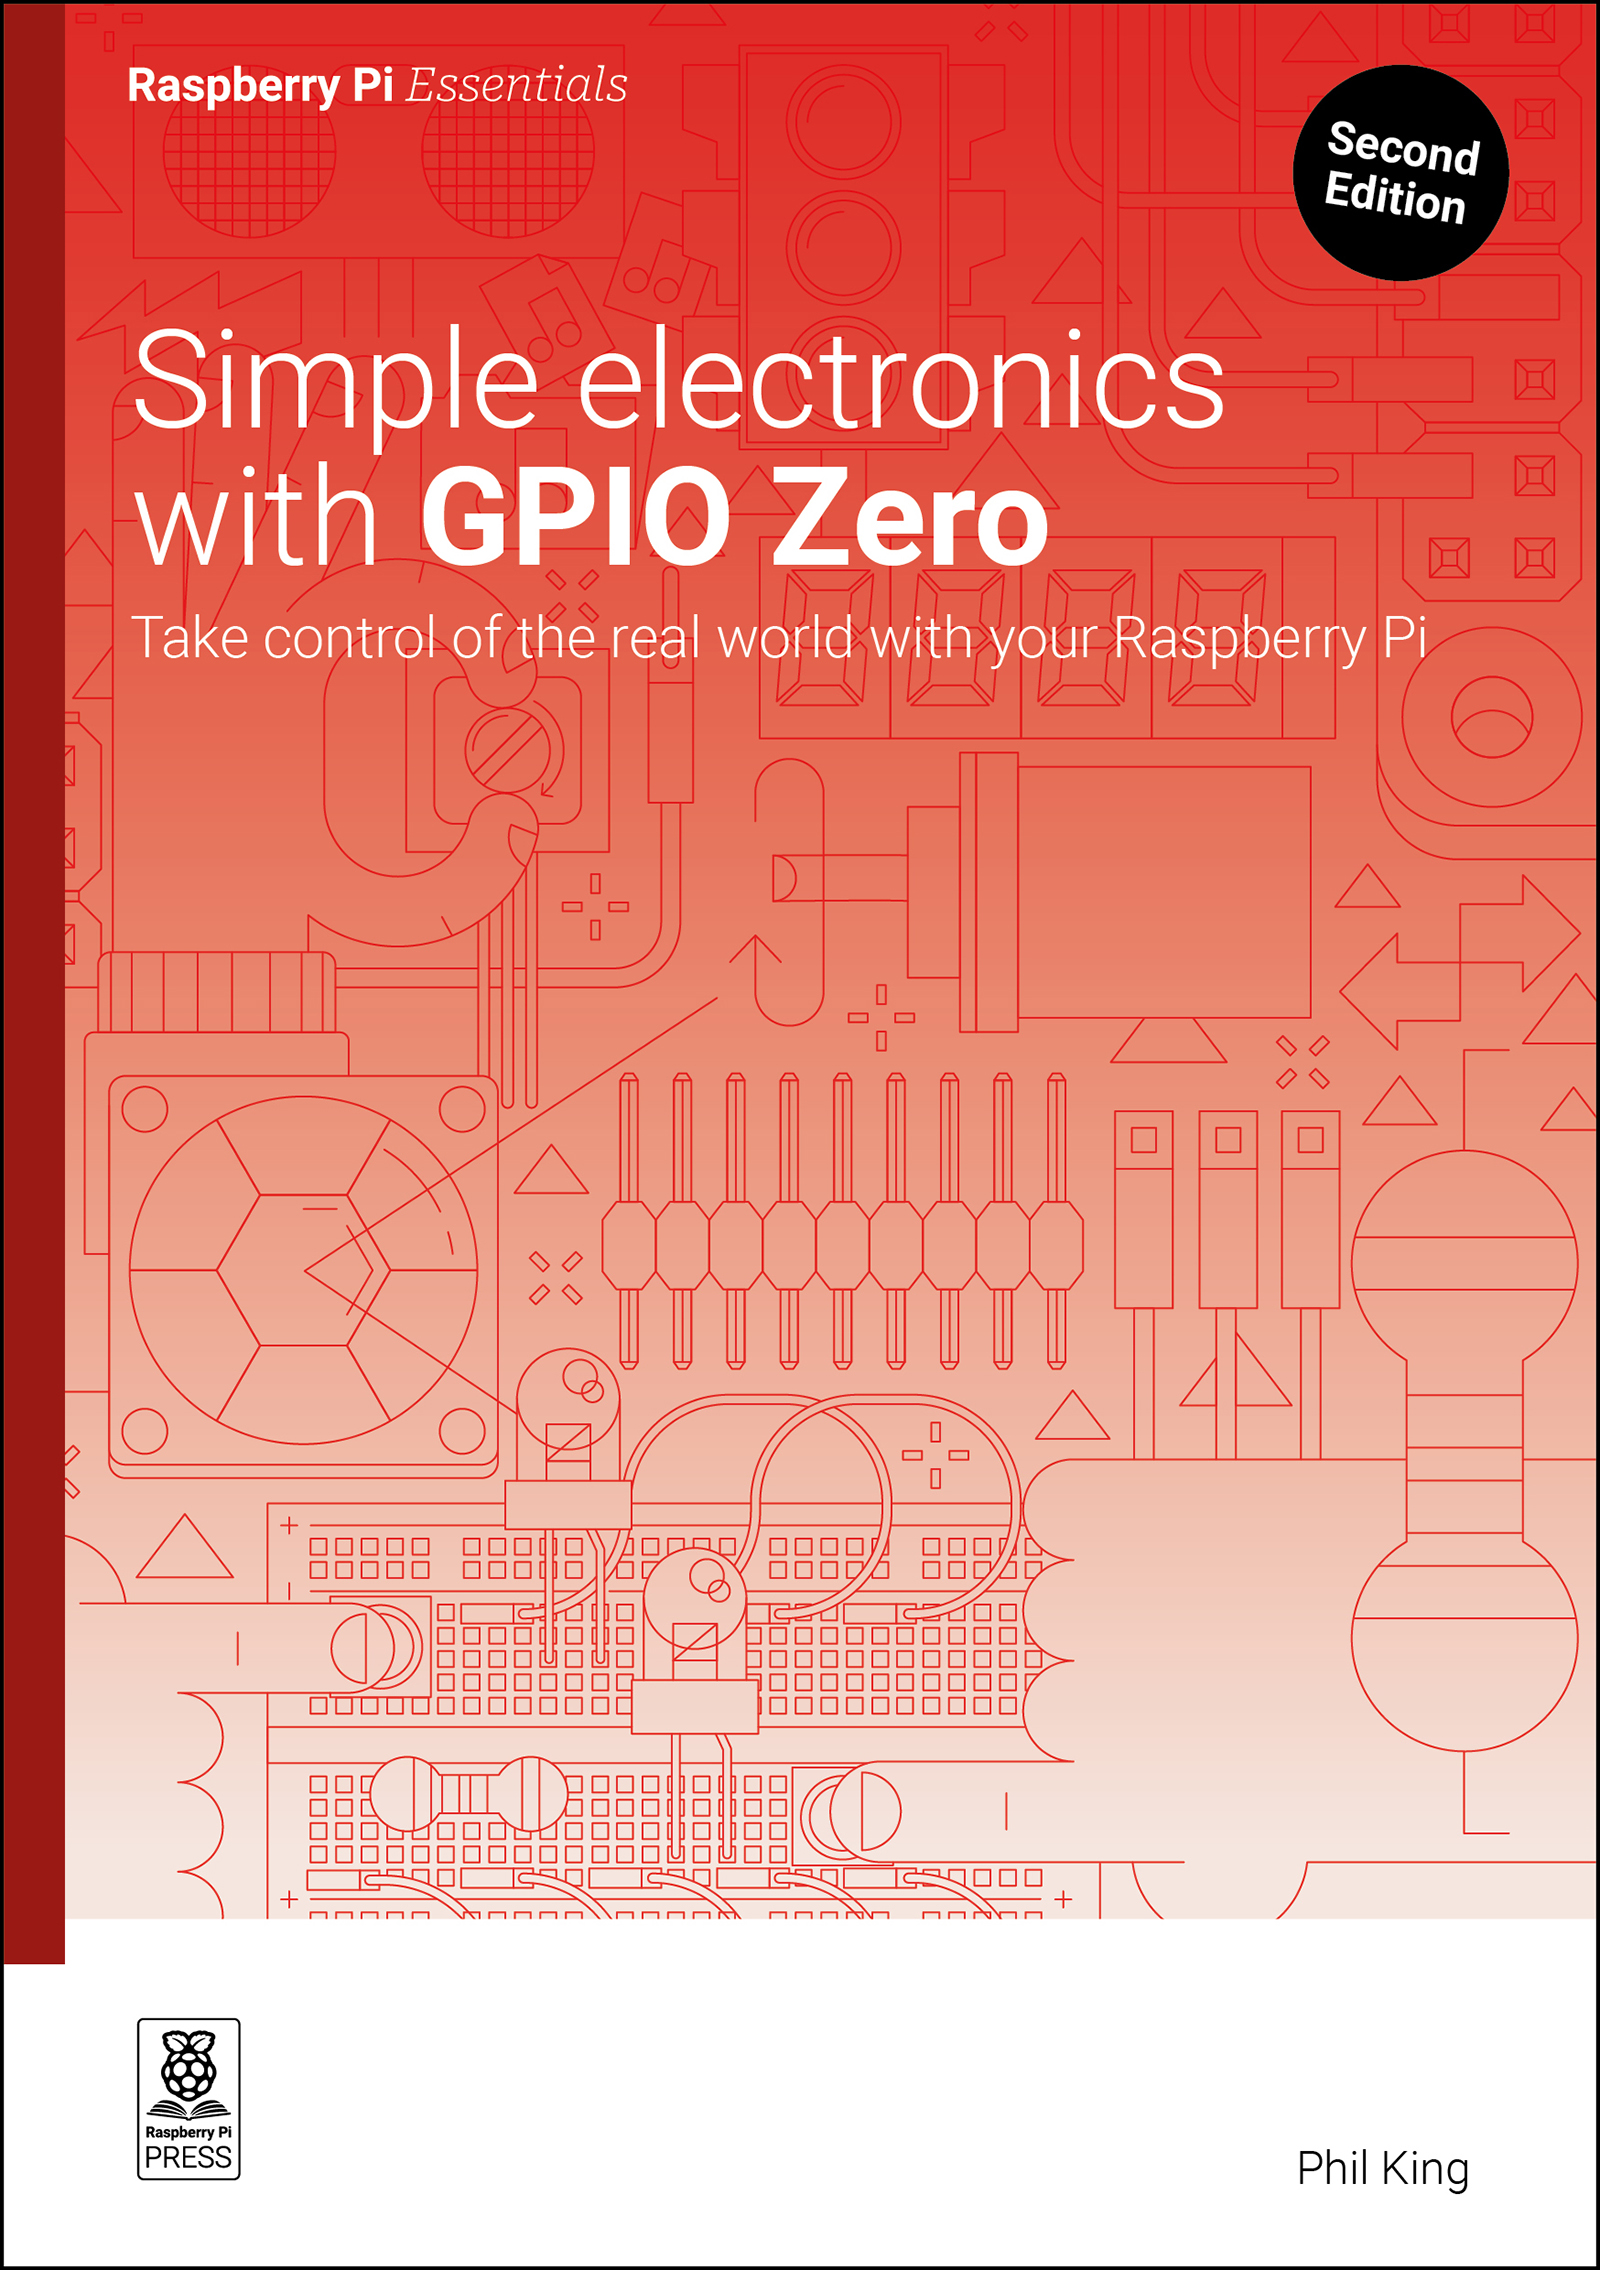 Raspberry Pi Essentials
Second
Edition
Simple electronics
with GPIO Zero
Take control of the real world with your Raspberry Pi
Raspberry Pi
PRESS
Phil King